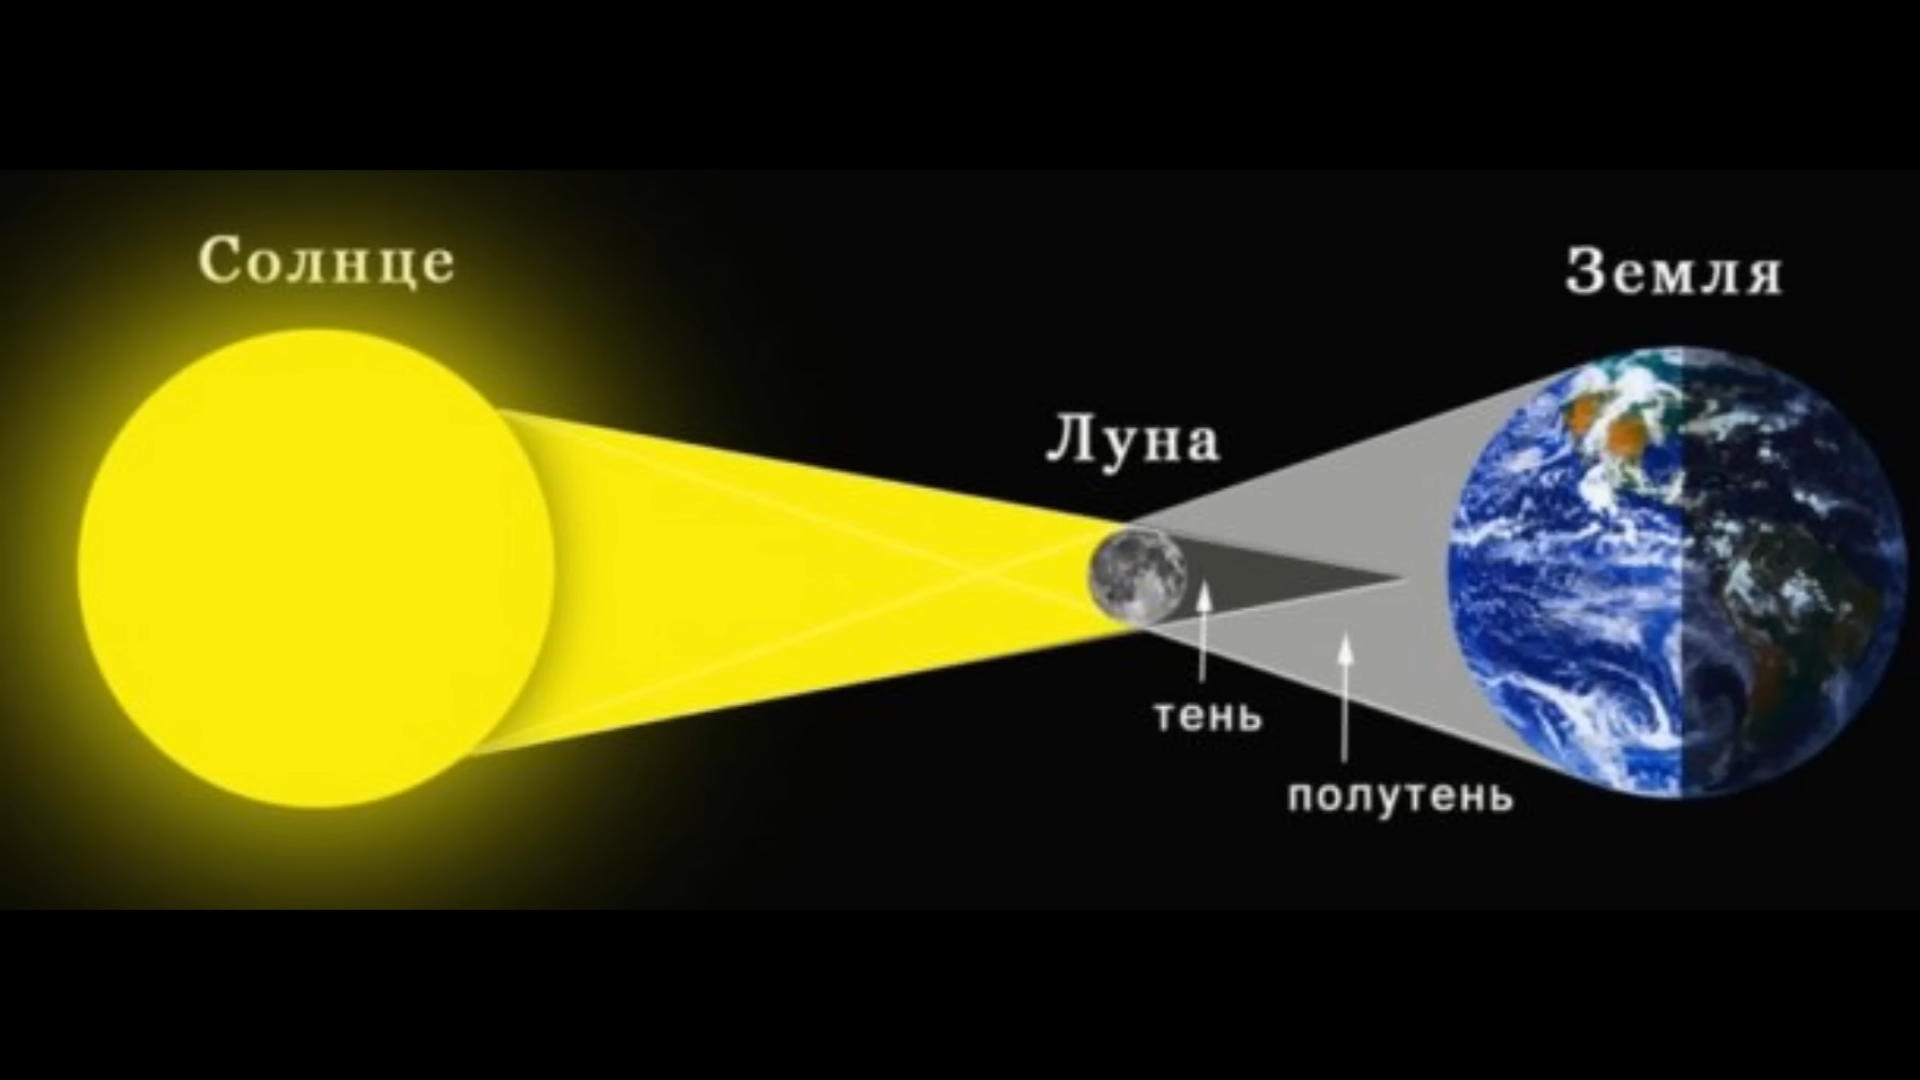 Солнце
Земля
Луна
тень
полутень